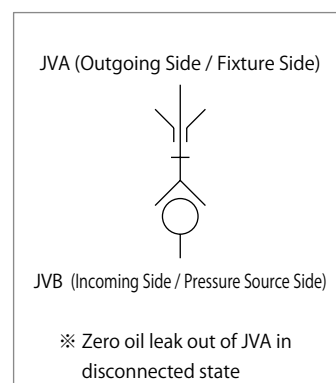 JVA (Outgoing Side / Fixture Side)
JVB (Incoming Side / Pressure Source Side)
※ Zero oil leak out of JVA in
disconnected state